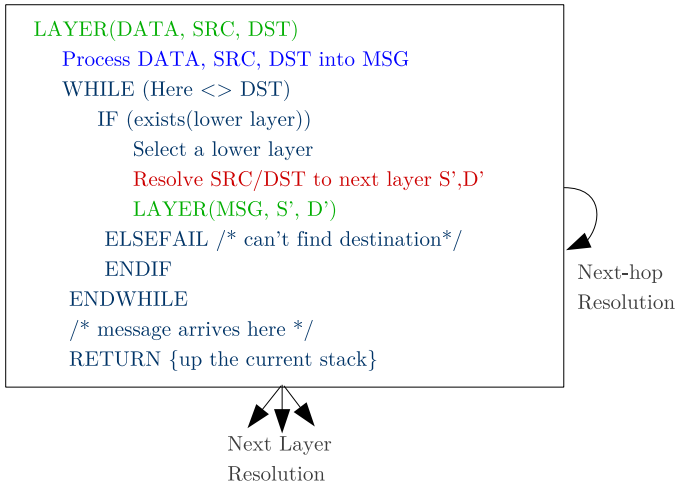 LAYER(DATA, SRC, DST)
Process DATA, SRC, DST into MSG
WHILE (Here <> DST)
IF (exists(lower layer))
Select a lower layer
Resolve SRC/DST to next layer S',D'
LAYER(MSG, S', D')
ELSEFAIL /* can't find destination*/
ENDIF
ENDWHILE
/* message arrives here */
RETURN {up the current stack}
Next-hop
Resolution
Next Layer
Resolution